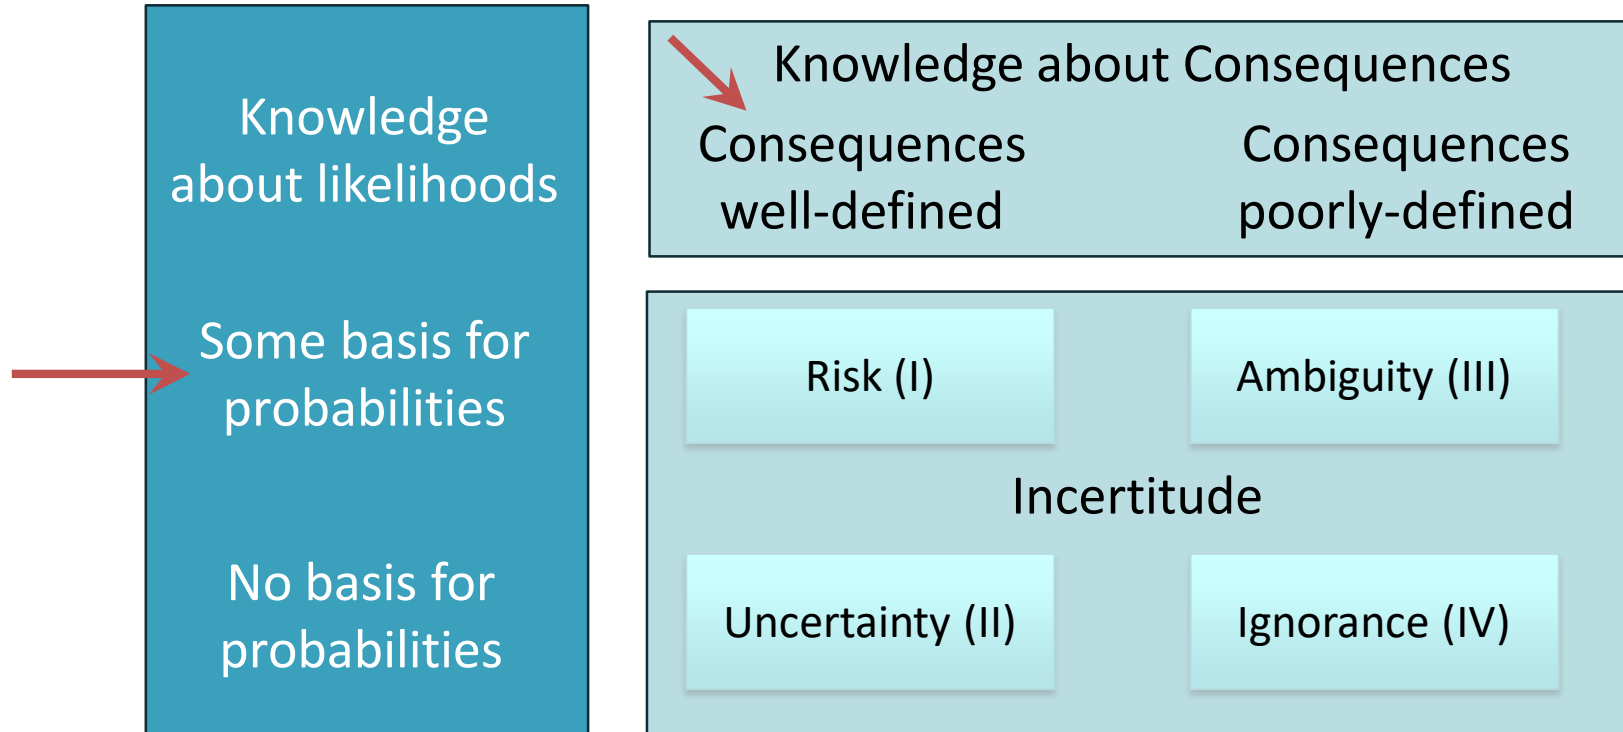 Knowledge
about likelihoods
Some basis for
probabilities
No basis for
probabilities
Knowledge about Consequences
Consequences
well-defined
Consequences
poorly-defined
Risk (I)
Ambiguity (III)
Incertitude
Uncertainty (II)
Ignorance (IV)